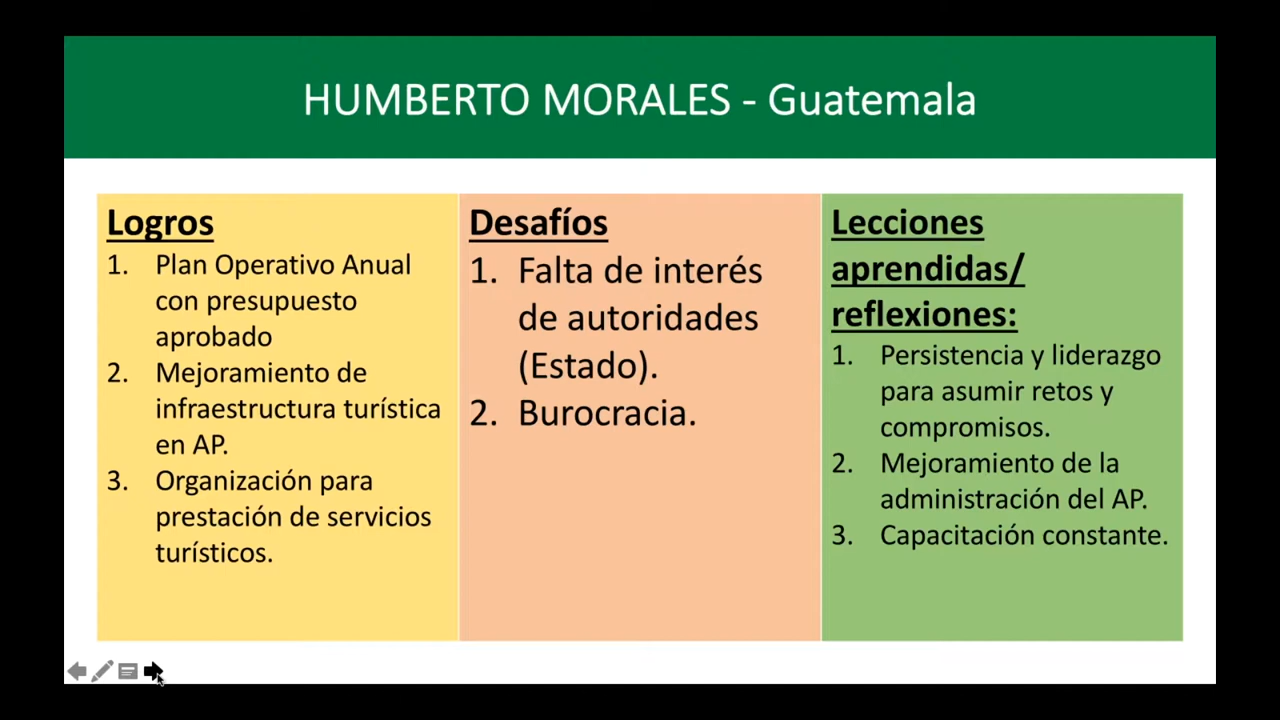 HUMBERTO MORALES - Guatemala
Logros
1. Plan Operativo Anual
con presupuesto
aprobado
2. Mejoramiento de
infraestructura turística
en AP.
3. Organización para
prestación de servicios
turísticos.
Desafíos
1. Falta de interés
de autoridades
(Estado).
2. Burocracia.
Lecciones
aprendidas/
reflexiones:
1. Persistencia y liderazgo
para asumir retos y
compromisos.
2. Mejoramiento de la
administración del AP.
3. Capacitación constante.